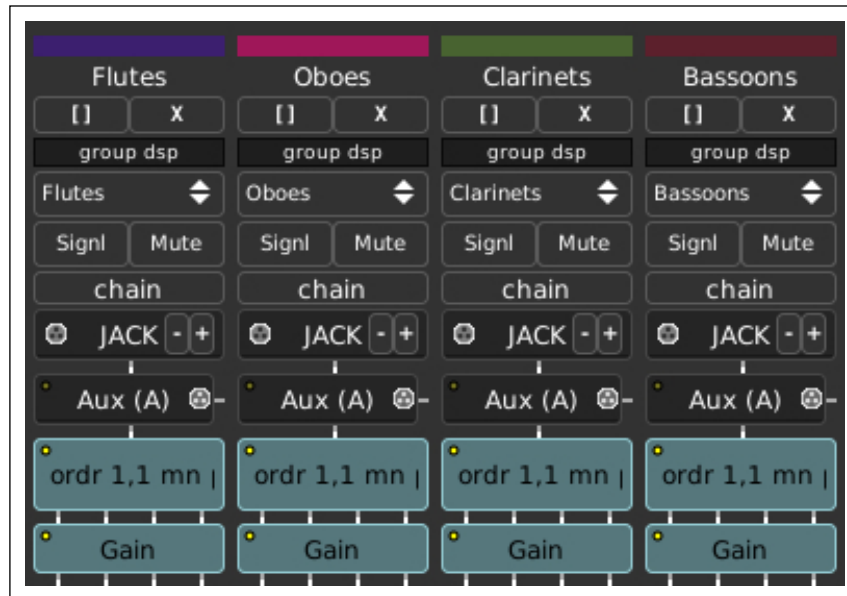 Flutes Oboes Clarinets Bassoons
[] X [] X [] X [] X
group dsp group dsp group dsp group dsp
Flutes Oboes Clarinets Bassoons
Signl Mute Signl Mute Signl Mute Signl Mute
chain chain chain chain
JACK - + JACK - + JACK - + JACK - +
Aux (A) Aux (A) Aux (A) Aux (A)
ordr 1,1 mn ordr 1,1 mn ordr 1,1 mn ordr 1,1 mn
Gain Gain Gain Gain